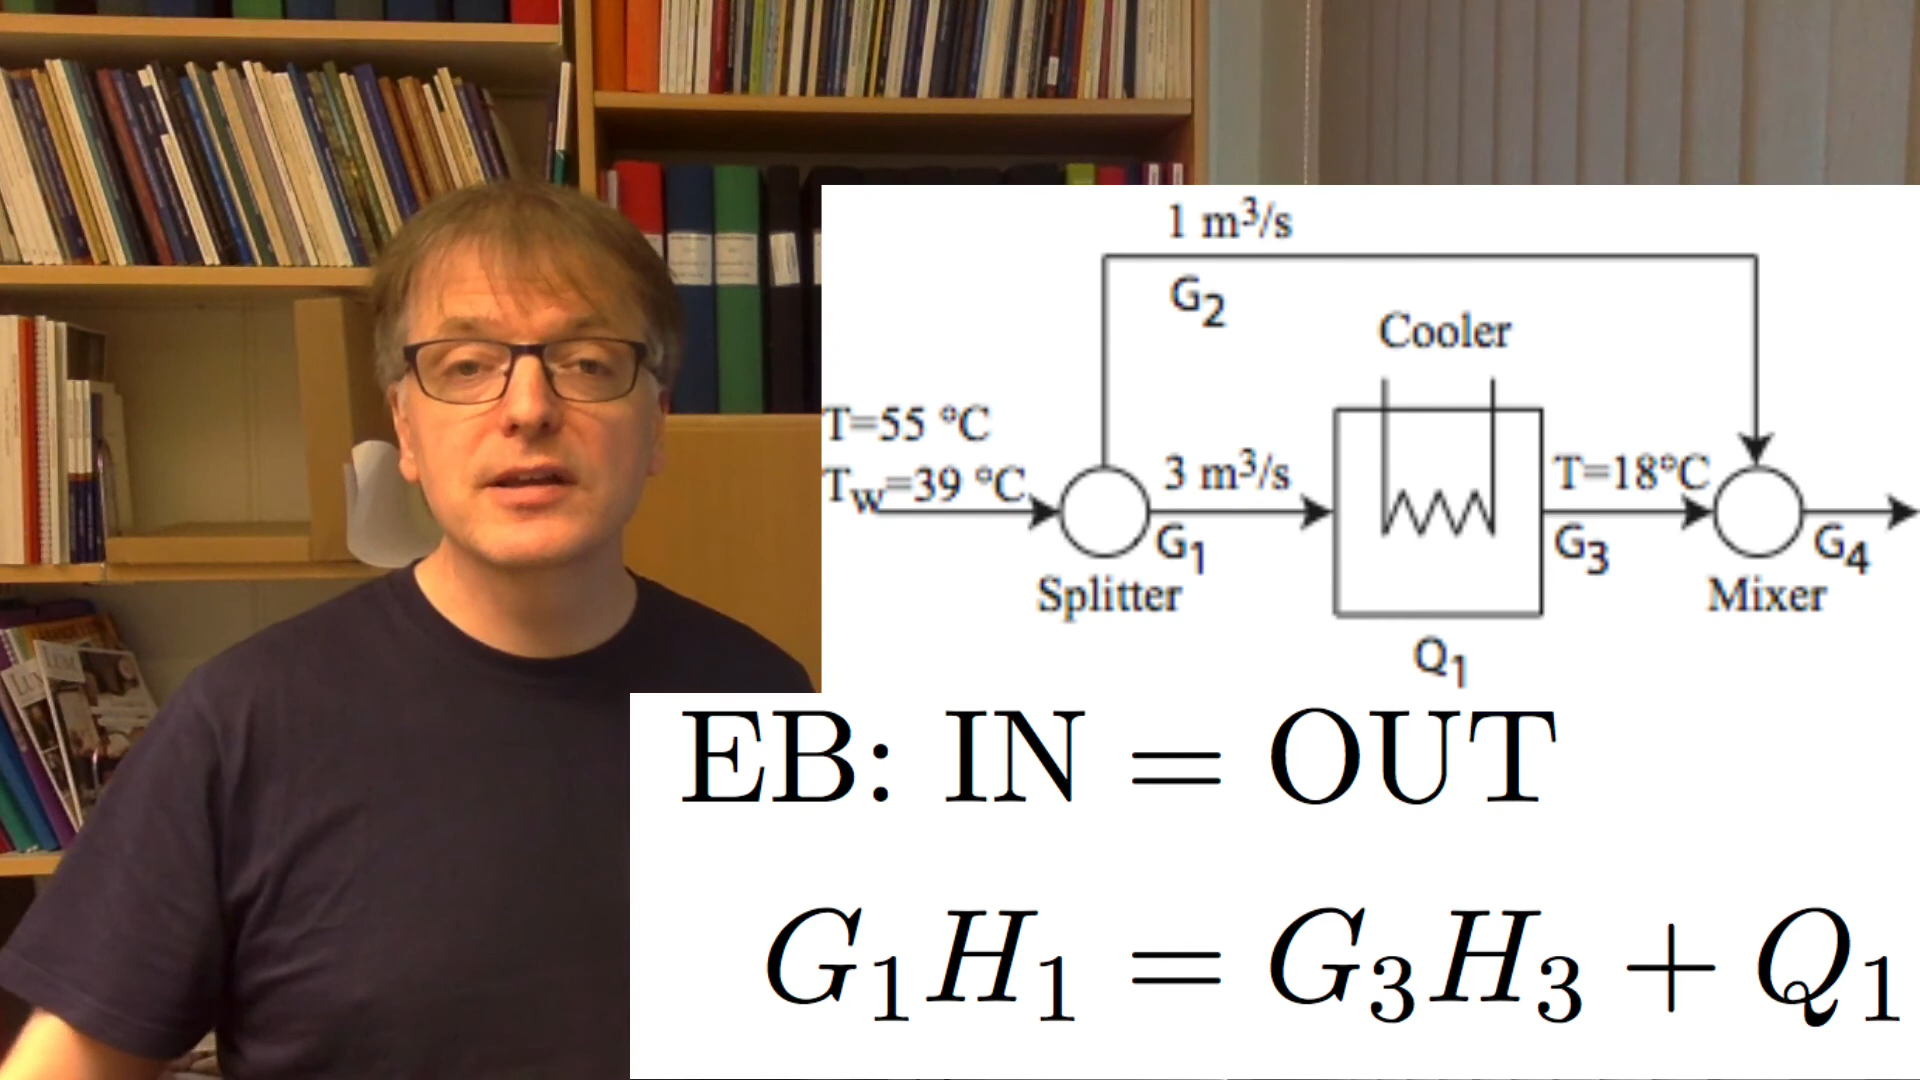 1 m³/s
G₂
Cooler
T=55 °C
T_w=39 °C
3 m³/s
T=18°C
G₁
G₃
G₄
Splitter
Mixer
Q₁
EB: IN = OUT
G₁H₁ = G₃H₃ + Q₁